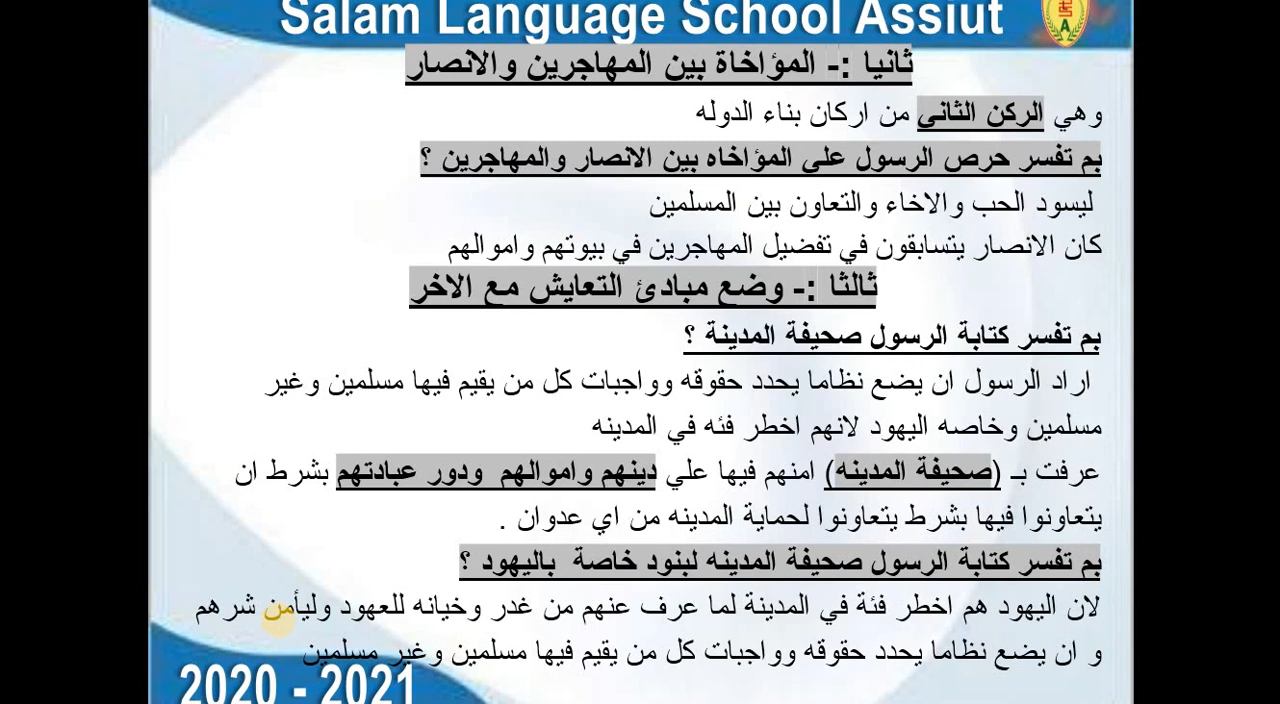 Salam Language School Assiut
ثانيا :- المؤاخاة بين المهاجرين والانصار
وهي الركن الثاني من اركان بناء الدوله
بم تفسر حرص الرسول على المؤاخاه بين الانصار والمهاجرين ؟
ليسود الحب والاخاء والتعاون بين المسلمين
كان الانصار يتسابقون في تفضيل المهاجرين في بيوتهم واموالهم
ثالثا :- وضع مبادئ التعايش مع الاخر
بم تفسر كتابة الرسول صحيفة المدينة ؟
اراد الرسول ان يضع نظاما يحدد حقوقه وواجبات كل من يقيم فيها مسلمين وغير
مسلمين وخاصه اليهود لانهم اخطر فئه في المدينه
عرفت بـ (صحيفة المدينه) امنهم فيها علي دينهم واموالهم ودور عبادتهم بشرط ان
يتعاونوا فيها بشرط يتعاونوا لحماية المدينه من اي عدوان .
بم تفسر كتابة الرسول صحيفة المدينه لبنود خاصة باليهود ؟
لان اليهود هم اخطر فئة في المدينة لما عرف عنهم من غدر وخيانه للعهود وليأمن شرهم
و ان يضع نظاما يحدد حقوقه وواجبات كل من يقيم فيها مسلمين وغير مسلمين
2020 - 2021